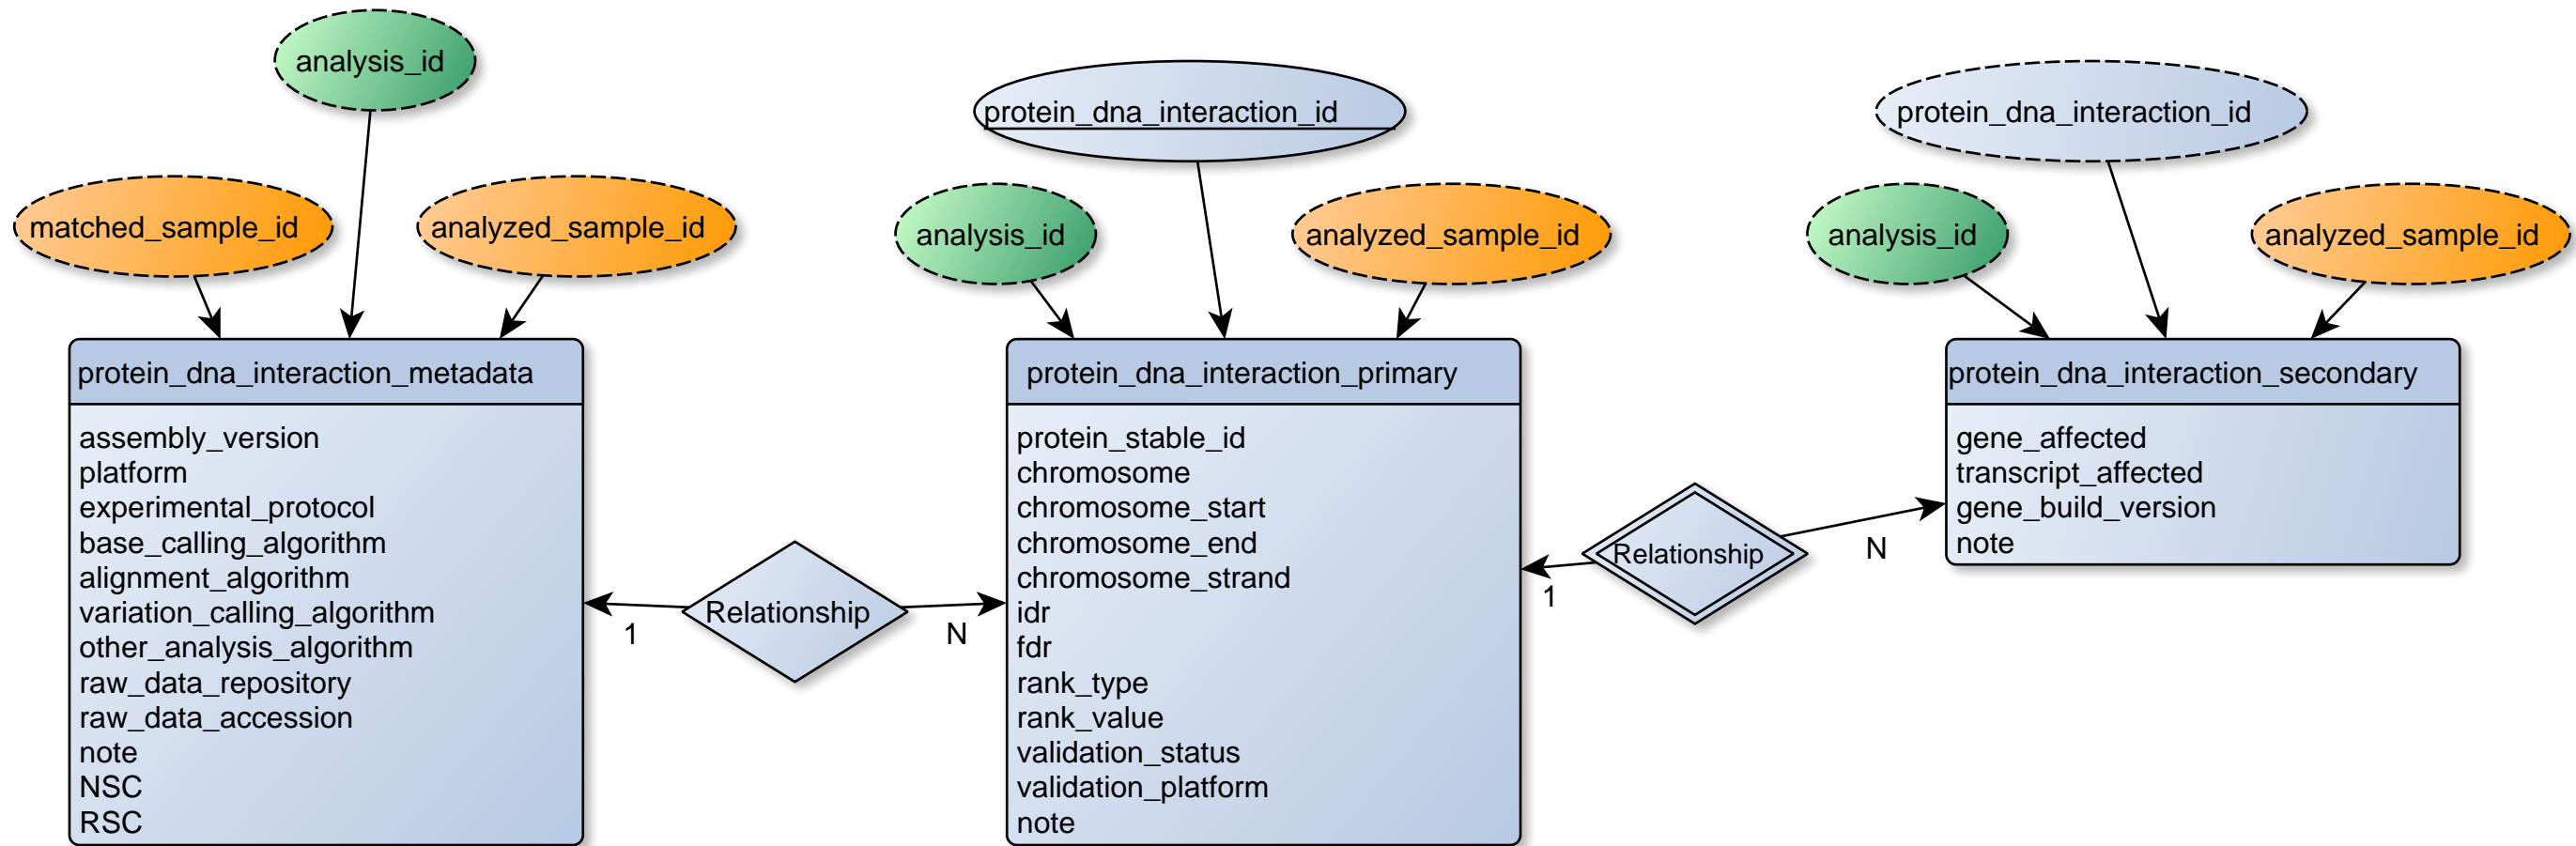 analysis_id
matched_sample_id
analyzed_sample_id
protein_dna_interaction_metadata
assembly_version
platform
experimental_protocol
base_calling_algorithm
alignment_algorithm
variation_calling_algorithm
other_analysis_algorithm
raw_data_repository
raw_data_accession
note
NSC
RSC
1
Relationship
N
protein_dna_interaction_id
analysis_id
analyzed_sample_id
protein_dna_interaction_primary
protein_stable_id
chromosome
chromosome_start
chromosome_end
chromosome_strand
idr
fdr
rank_type
rank_value
validation_status
validation_platform
note
1
Relationship
N
protein_dna_interaction_id
analysis_id
analyzed_sample_id
protein_dna_interaction_secondary
gene_affected
transcript_affected
gene_build_version
note